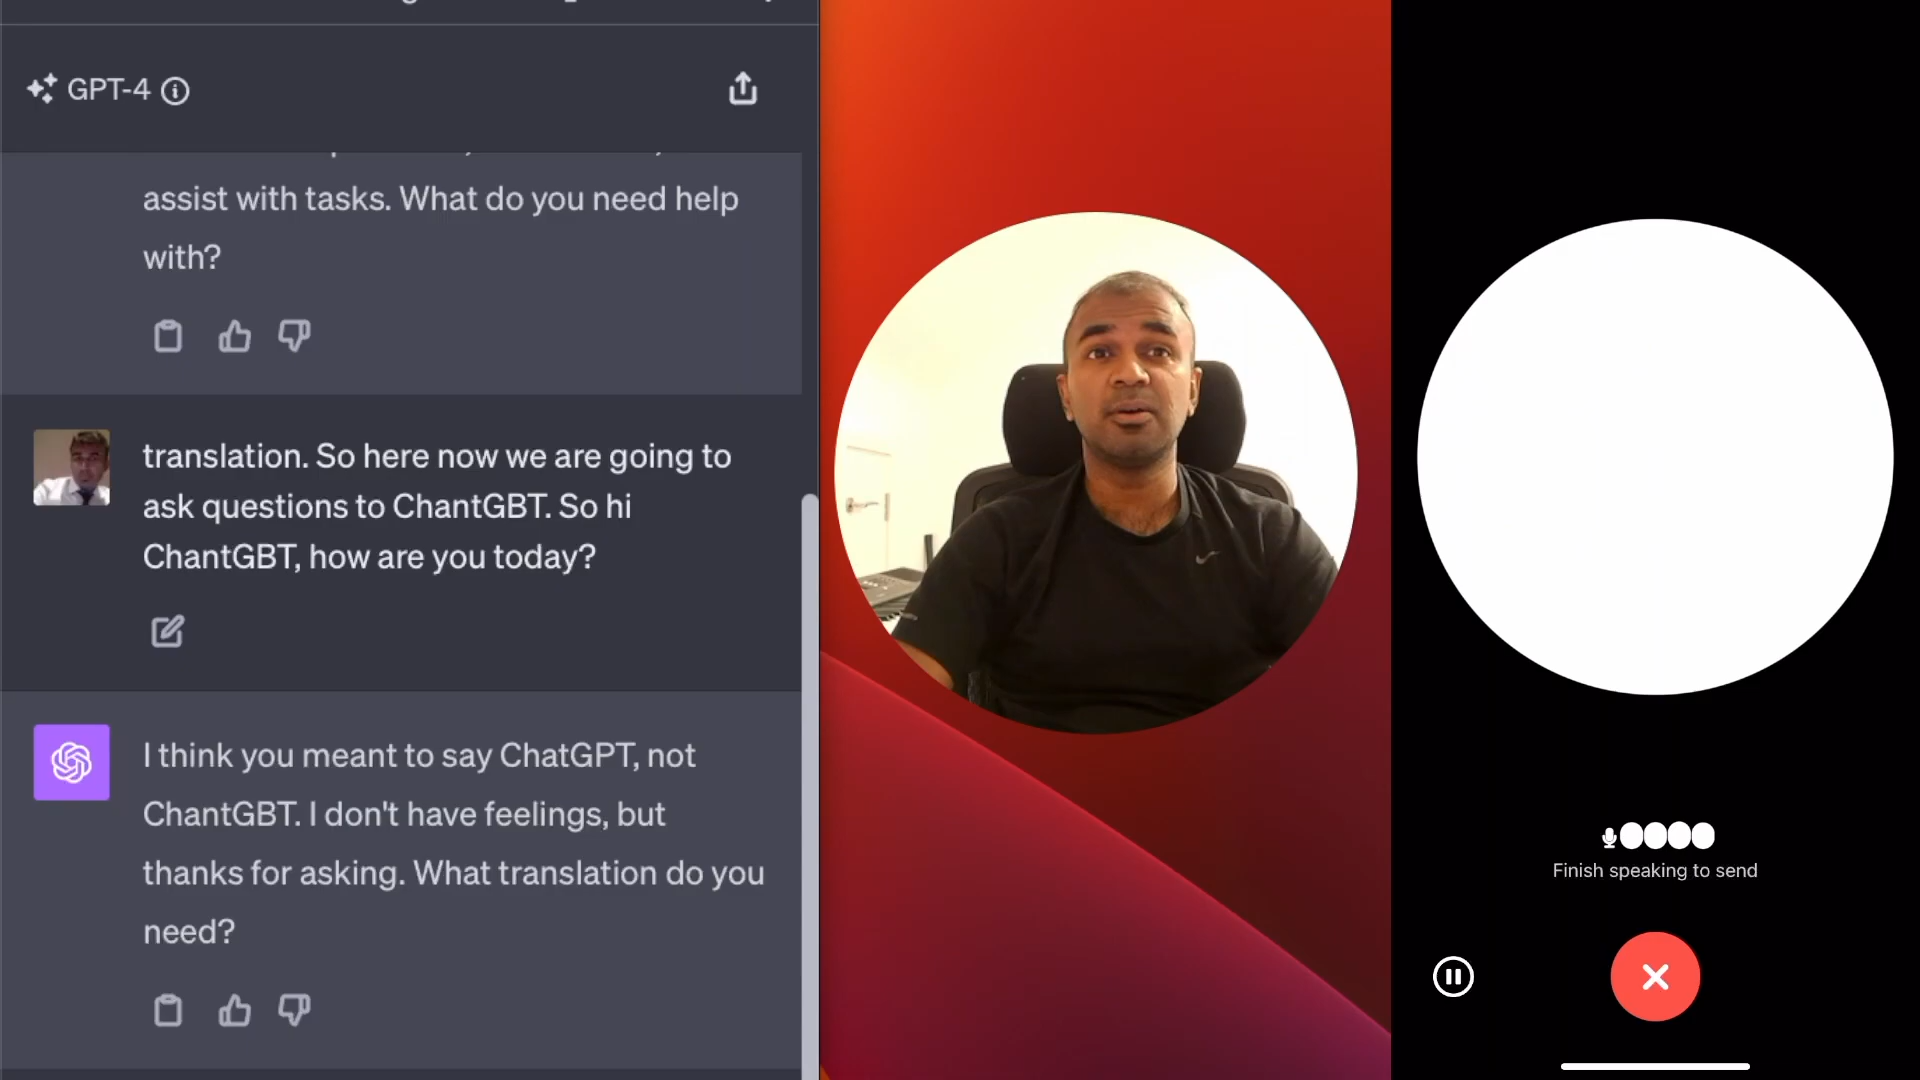 GPT-4
assist with tasks. What do you need help
with?
translation. So here now we are going to
ask questions to ChantGBT. So hi
ChantGBT, how are you today?
I think you meant to say ChatGPT, not
ChantGBT. I don't have feelings, but
thanks for asking. What translation do you
need?
Finish speaking to send